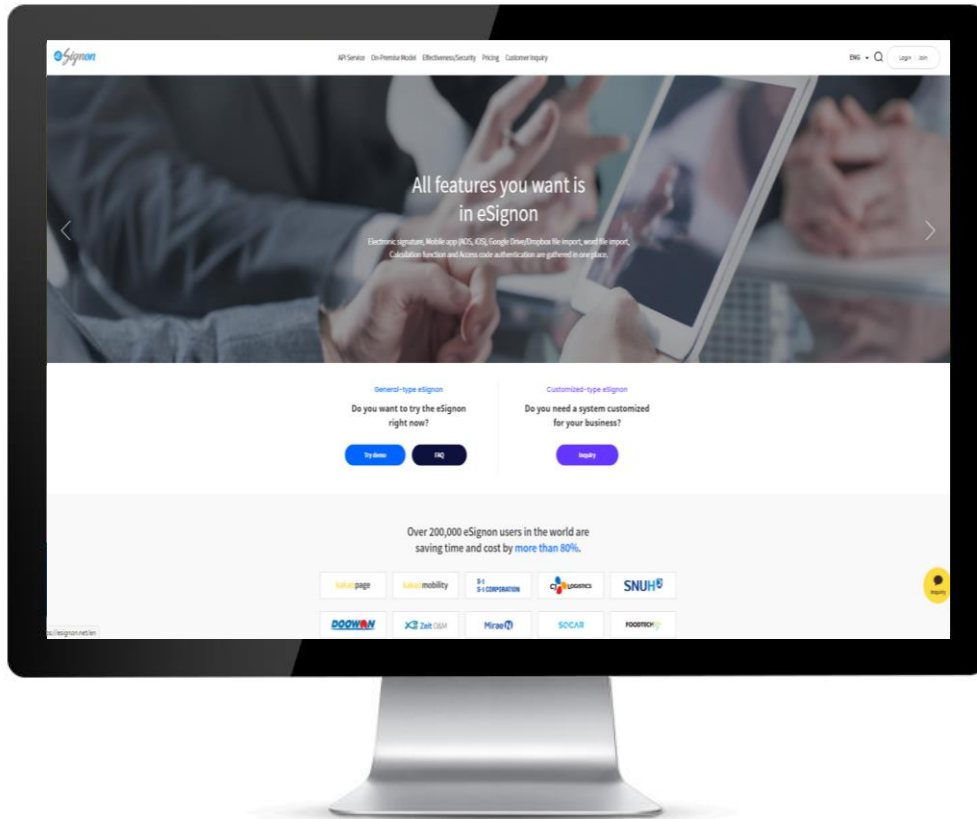 eSignon
API Service On-Premise Model Effectiveness/Security Pricing Customer Inquiry
ENG
Login Join
All features you want is
in eSignon
Electronic signature, Mobile app (AOS, iOS), Google Drive/Dropbox file import, word file import,
Calculation function and Access code authentication are gathered in one place.
General-type eSignon
Do you want to try the eSignon
right now?
Try demo
FAQ
Customized-type eSignon
Do you need a system customized
for your business?
Inquiry
Over 200,000 eSignon users in the world are
saving time and cost by more than 80%.
kakaopage
kakaomobility
S-1
S-1 CORPORATION
CJ LOGISTICS
SNUH
DOOWON
Zeit O&M
Mirae N
SOCAR
FOODTECH
Inquiry
ps://esignon.net/en